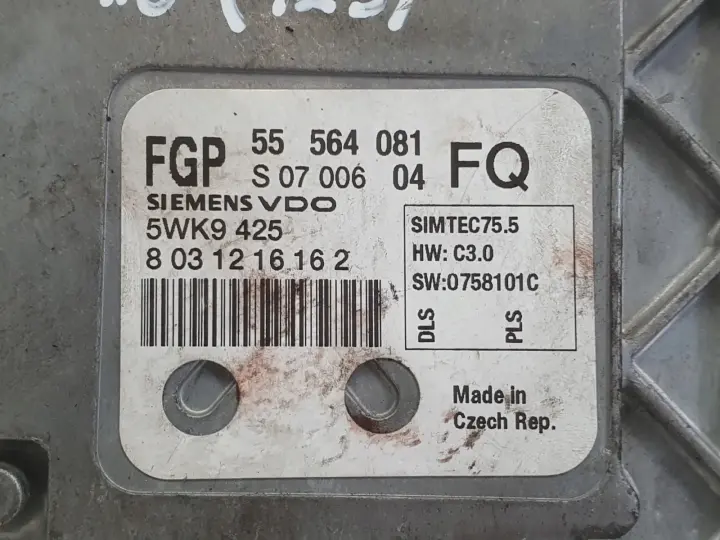 FGP 55 564 081 FQ
S 07 006 04
SIEMENS VDO
5WK9 425
8 03 12 16 16 2
SIMTEC75.5
HW: C3.0
SW:0758101C
DLS PLS
Made in
Czech Rep.